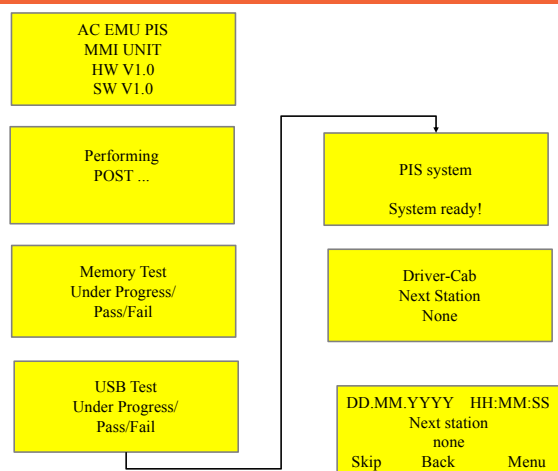 AC EMU PIS
MMI UNIT
HW V1.0
SW V1.0
Performing
POST ...
Memory Test
Under Progress/
Pass/Fail
USB Test
Under Progress/
Pass/Fail
PIS system
System ready!
Driver-Cab
Next Station
None
DD.MM.YYYY HH:MM:SS
Next station
none
Skip Back Menu